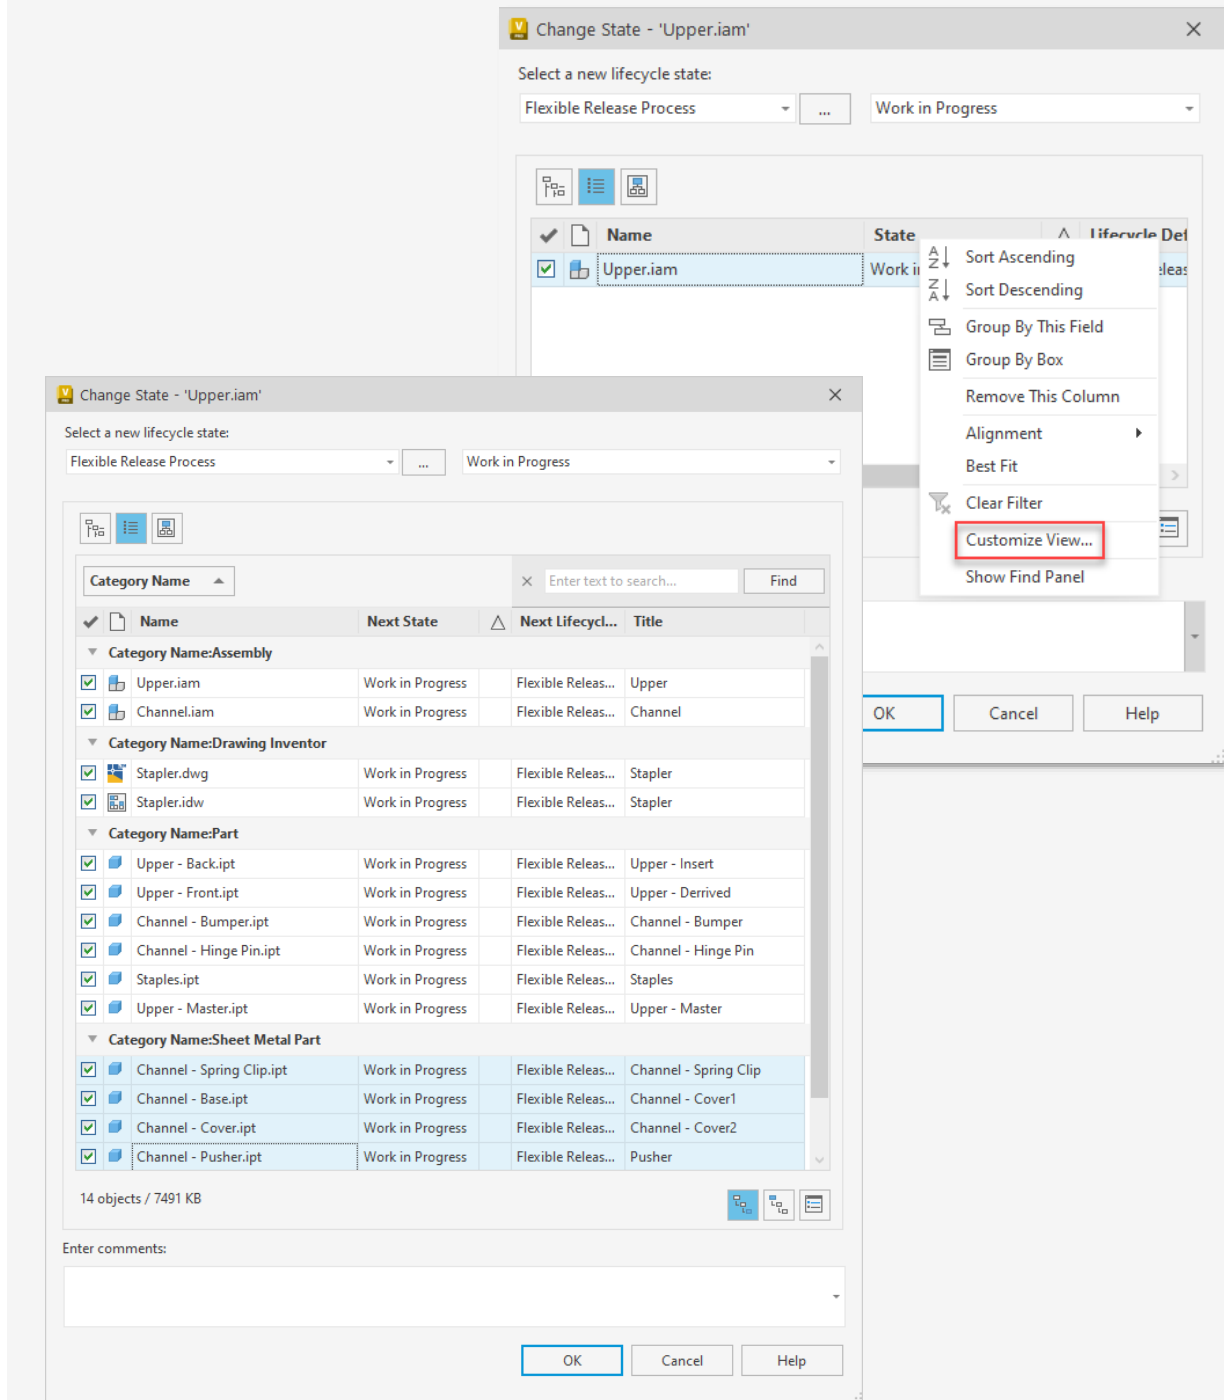 Change State - 'Upper.iam'
Select a new lifecycle state:
Flexible Release Process ... Work in Progress
Name State Lifecycle Def
Upper.iam Work i eleas
Sort Ascending
Sort Descending
Group By This Field
Group By Box
Remove This Column
Alignment
Best Fit
Clear Filter
Customize View...
Show Find Panel
OK Cancel Help
Change State - 'Upper.iam'
Select a new lifecycle state:
Flexible Release Process ... Work in Progress
Category Name Enter text to search... Find
Name Next State Next Lifecycl... Title
Category Name:Assembly
Upper.iam Work in Progress Flexible Releas... Upper
Channel.iam Work in Progress Flexible Releas... Channel
Category Name:Drawing Inventor
Stapler.dwg Work in Progress Flexible Releas... Stapler
Stapler.idw Work in Progress Flexible Releas... Stapler
Category Name:Part
Upper - Back.ipt Work in Progress Flexible Releas... Upper - Insert
Upper - Front.ipt Work in Progress Flexible Releas... Upper - Derrived
Channel - Bumper.ipt Work in Progress Flexible Releas... Channel - Bumper
Channel - Hinge Pin.ipt Work in Progress Flexible Releas... Channel - Hinge Pin
Staples.ipt Work in Progress Flexible Releas... Staples
Upper - Master.ipt Work in Progress Flexible Releas... Upper - Master
Category Name:Sheet Metal Part
Channel - Spring Clip.ipt Work in Progress Flexible Releas... Channel - Spring Clip
Channel - Base.ipt Work in Progress Flexible Releas... Channel - Cover1
Channel - Cover.ipt Work in Progress Flexible Releas... Channel - Cover2
Channel - Pusher.ipt Work in Progress Flexible Releas... Pusher
14 objects / 7491 KB
Enter comments:
OK Cancel Help